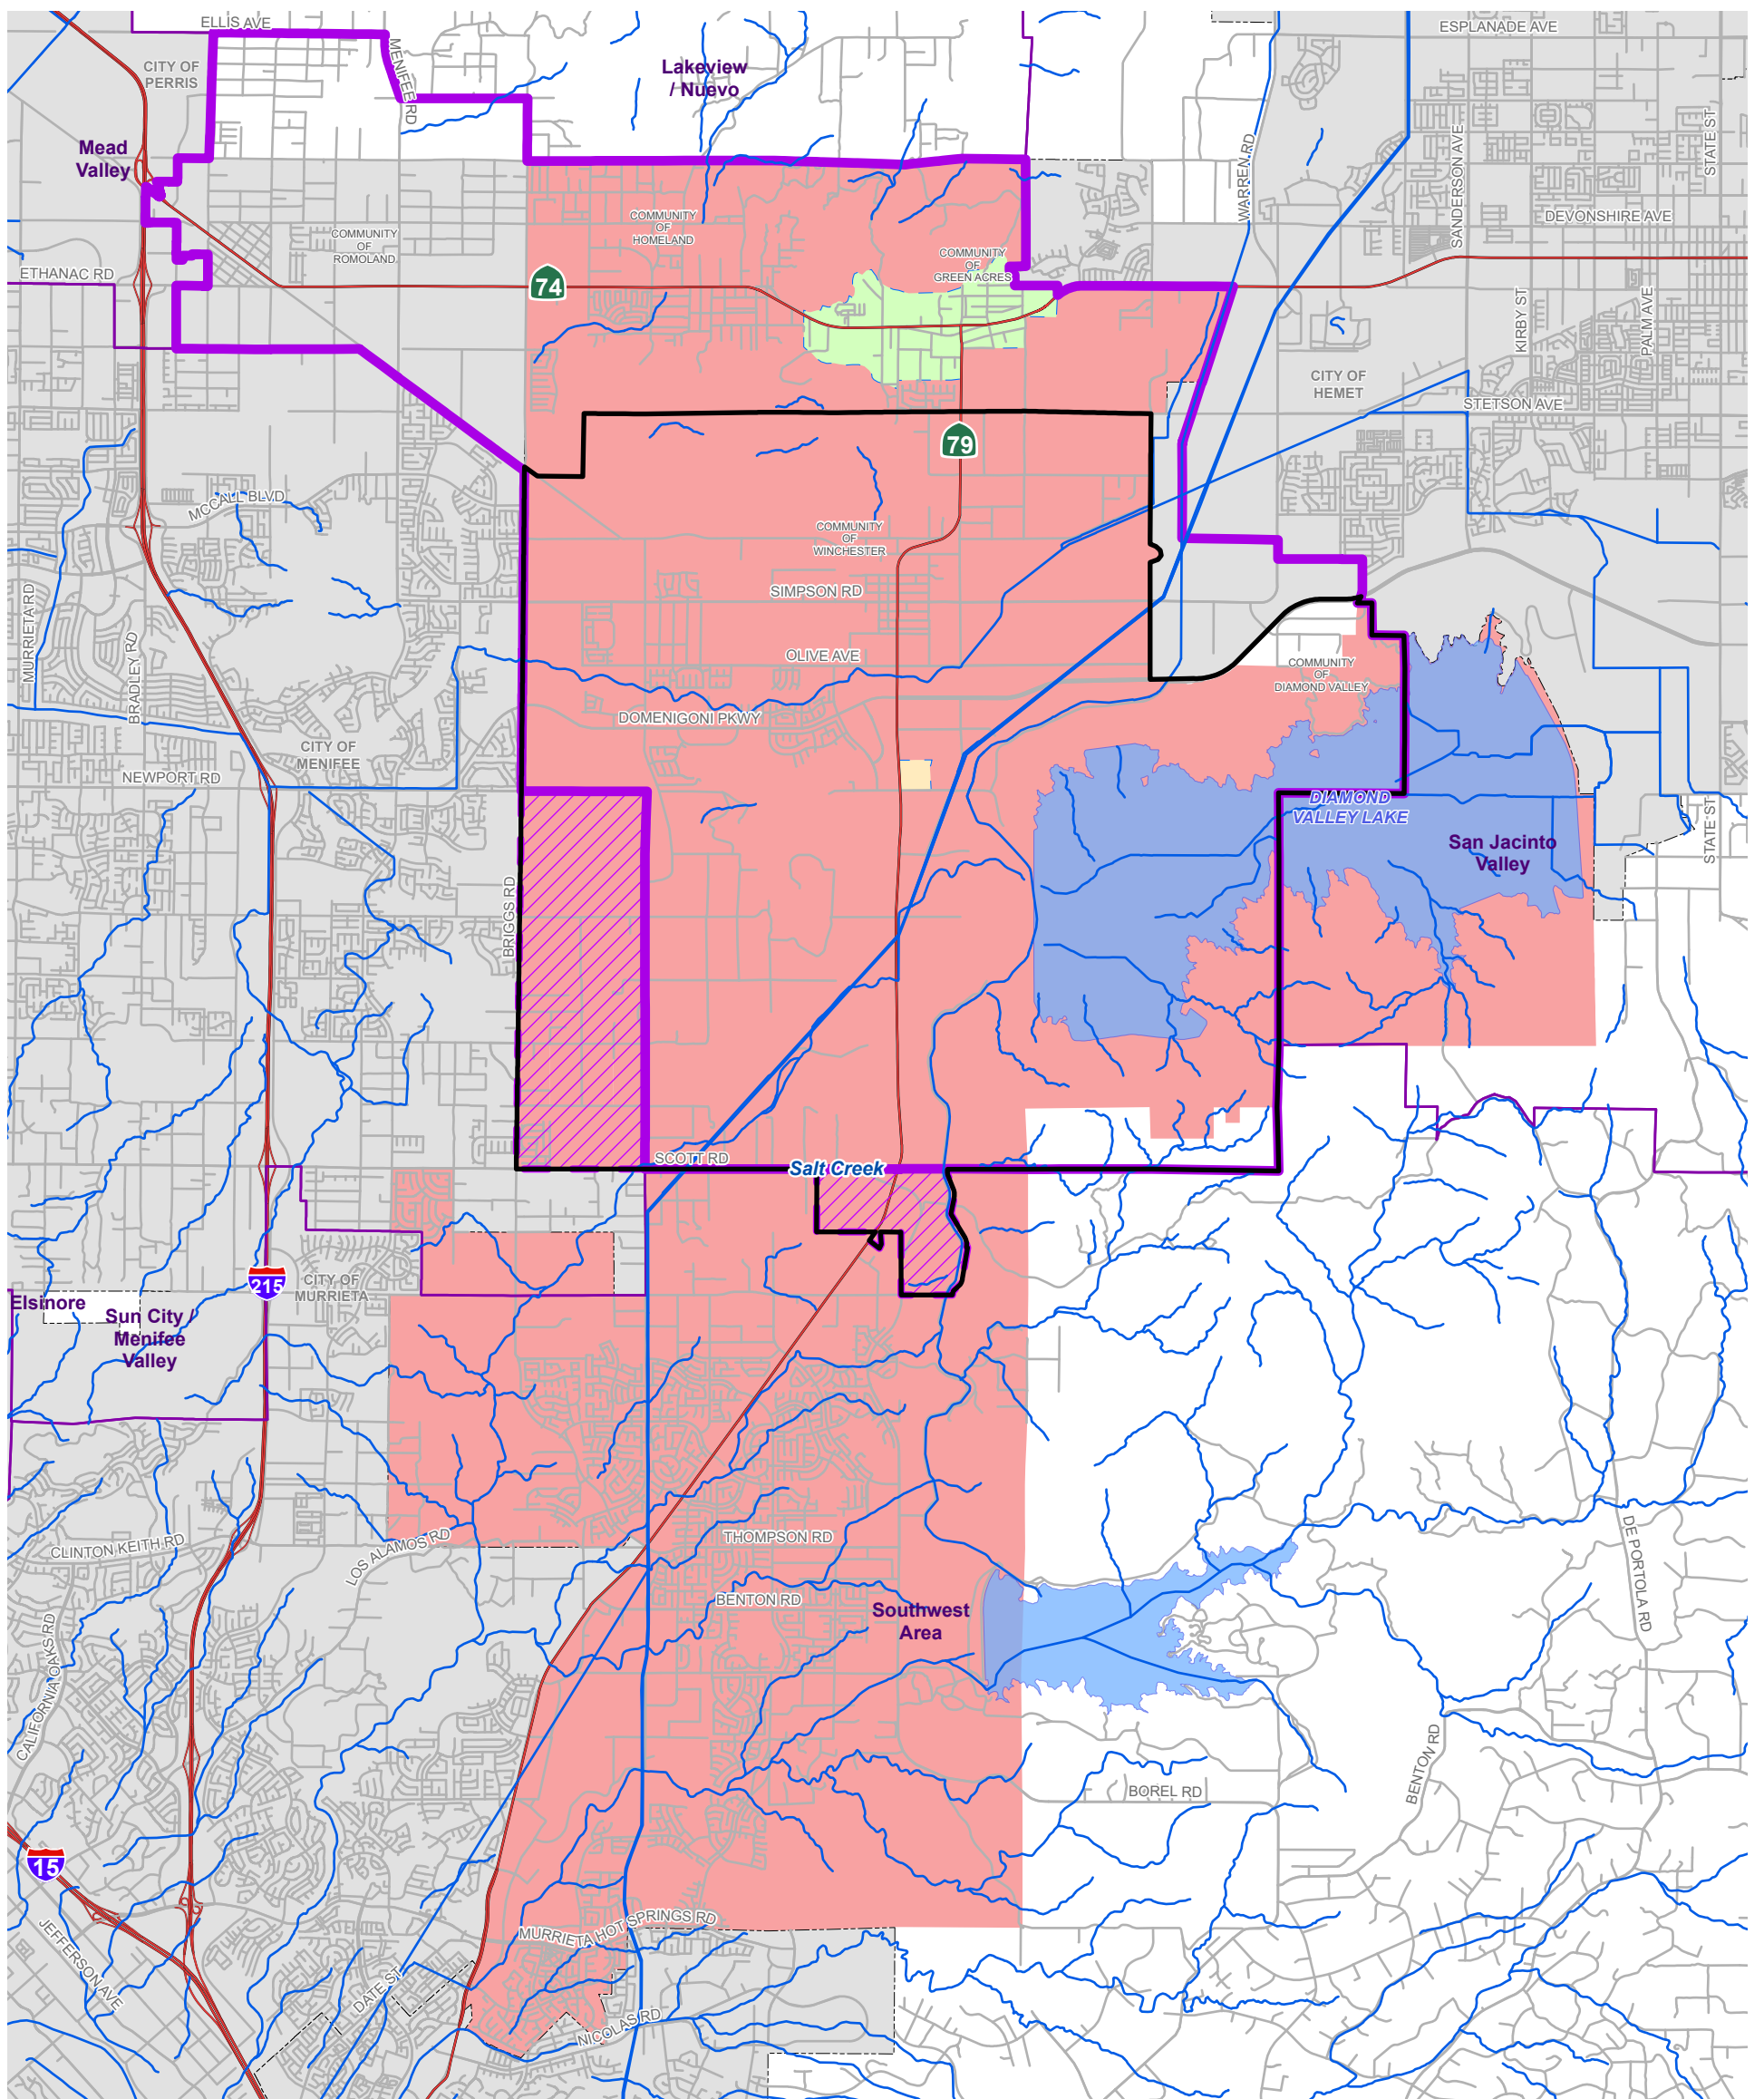 ELLIS AVE
ESPLANADE AVE
CITY OF
PERRIS
MENIFEE RD
Lakeview
/ Nuevo
Mead
Valley
WARREN RD
SANDERSON AVE
STATE ST
COMMUNITY
OF
HOMELAND
COMMUNITY
OF
ROMOLAND
DEVONSHIRE AVE
COMMUNITY
OF
GREEN ACRES
ETHANAC RD
74
KIRBY ST
PALM AVE
CITY OF
HEMET
STETSON AVE
79
MCCALL BLVD
COMMUNITY
OF
WINCHESTER
SIMPSON RD
MURRIETA RD
BRADLEY RD
OLIVE AVE
COMMUNITY
OF
DIAMOND VALLEY
DOMENIGONI PKWY
CITY OF
MENIFEE
NEWPORT RD
DIAMOND
VALLEY LAKE
STATE ST
San Jacinto
Valley
BRIGGS RD
SCOTT RD
Salt Creek
215
CITY OF
MURRIETA
Elsinore
Sun City /
Menifee
Valley
CLINTON KEITH RD
LOS ALAMOS RD
THOMPSON RD
DE PORTOLA RD
BENTON RD
Southwest
Area
CALIFORNIA OAKS RD
BENTON RD
BOREL RD
15
JEFFERSON AVE
MURRIETA HOT SPRINGS RD
DATE ST
NICOLAS RD